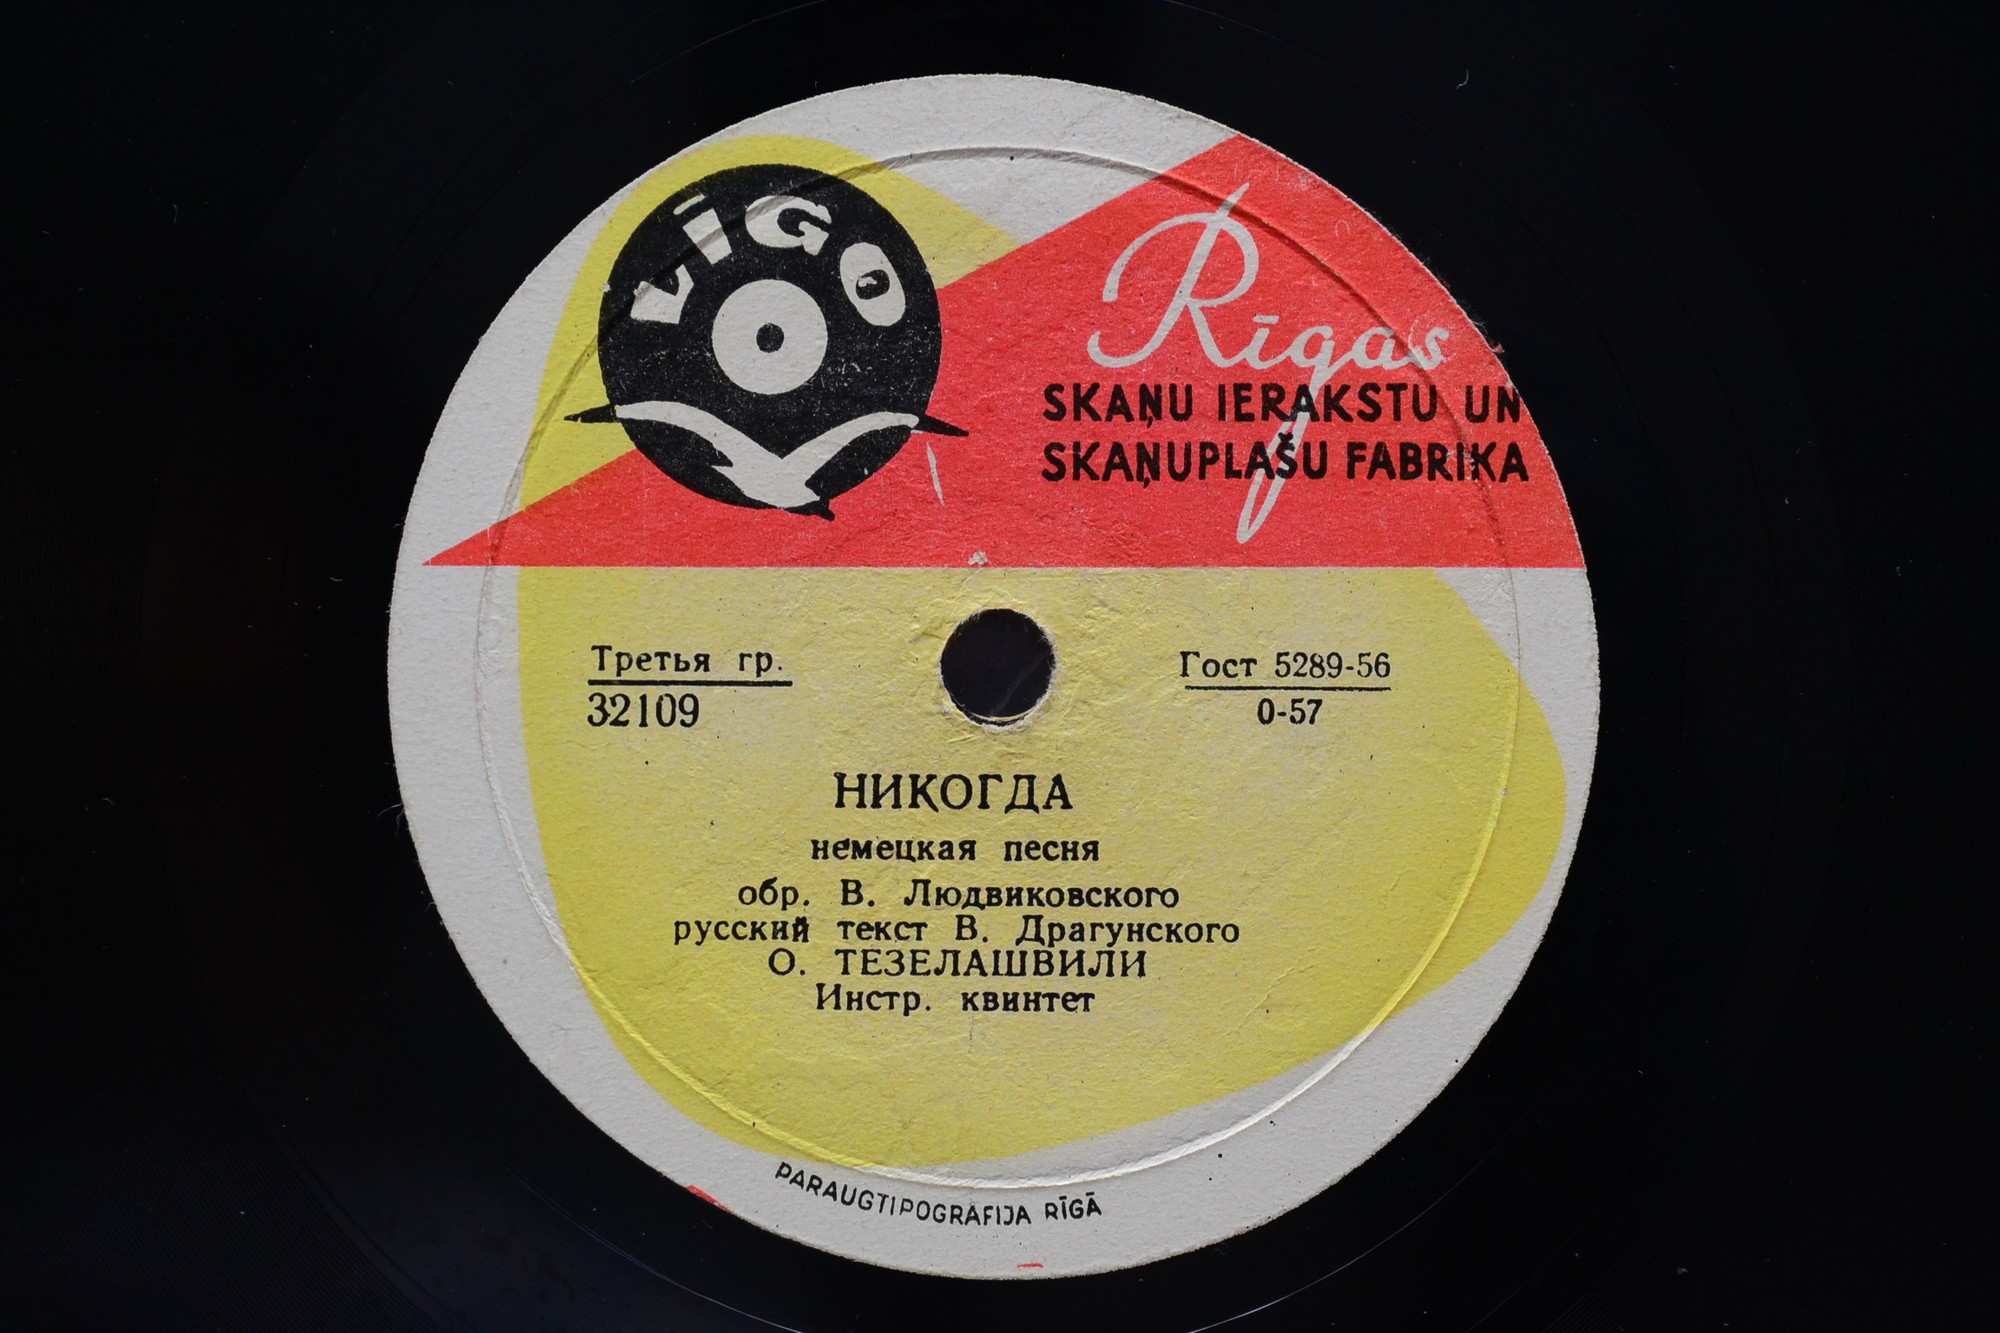 LĪGO
Rīgas
SKAŅU IERAKSTU UN
SKAŅUPLAŠU FABRIKA
Третья гр.
32109
Гост 5289-56
0-57
НИКОГДА
немецкая песня
обр. В. Людвиковского
русский текст В. Драгунского
О. ТЕЗЕЛАШВИЛИ
Инстр. квинтет
PARAUGTIPOGRAFIJA RĪGĀ